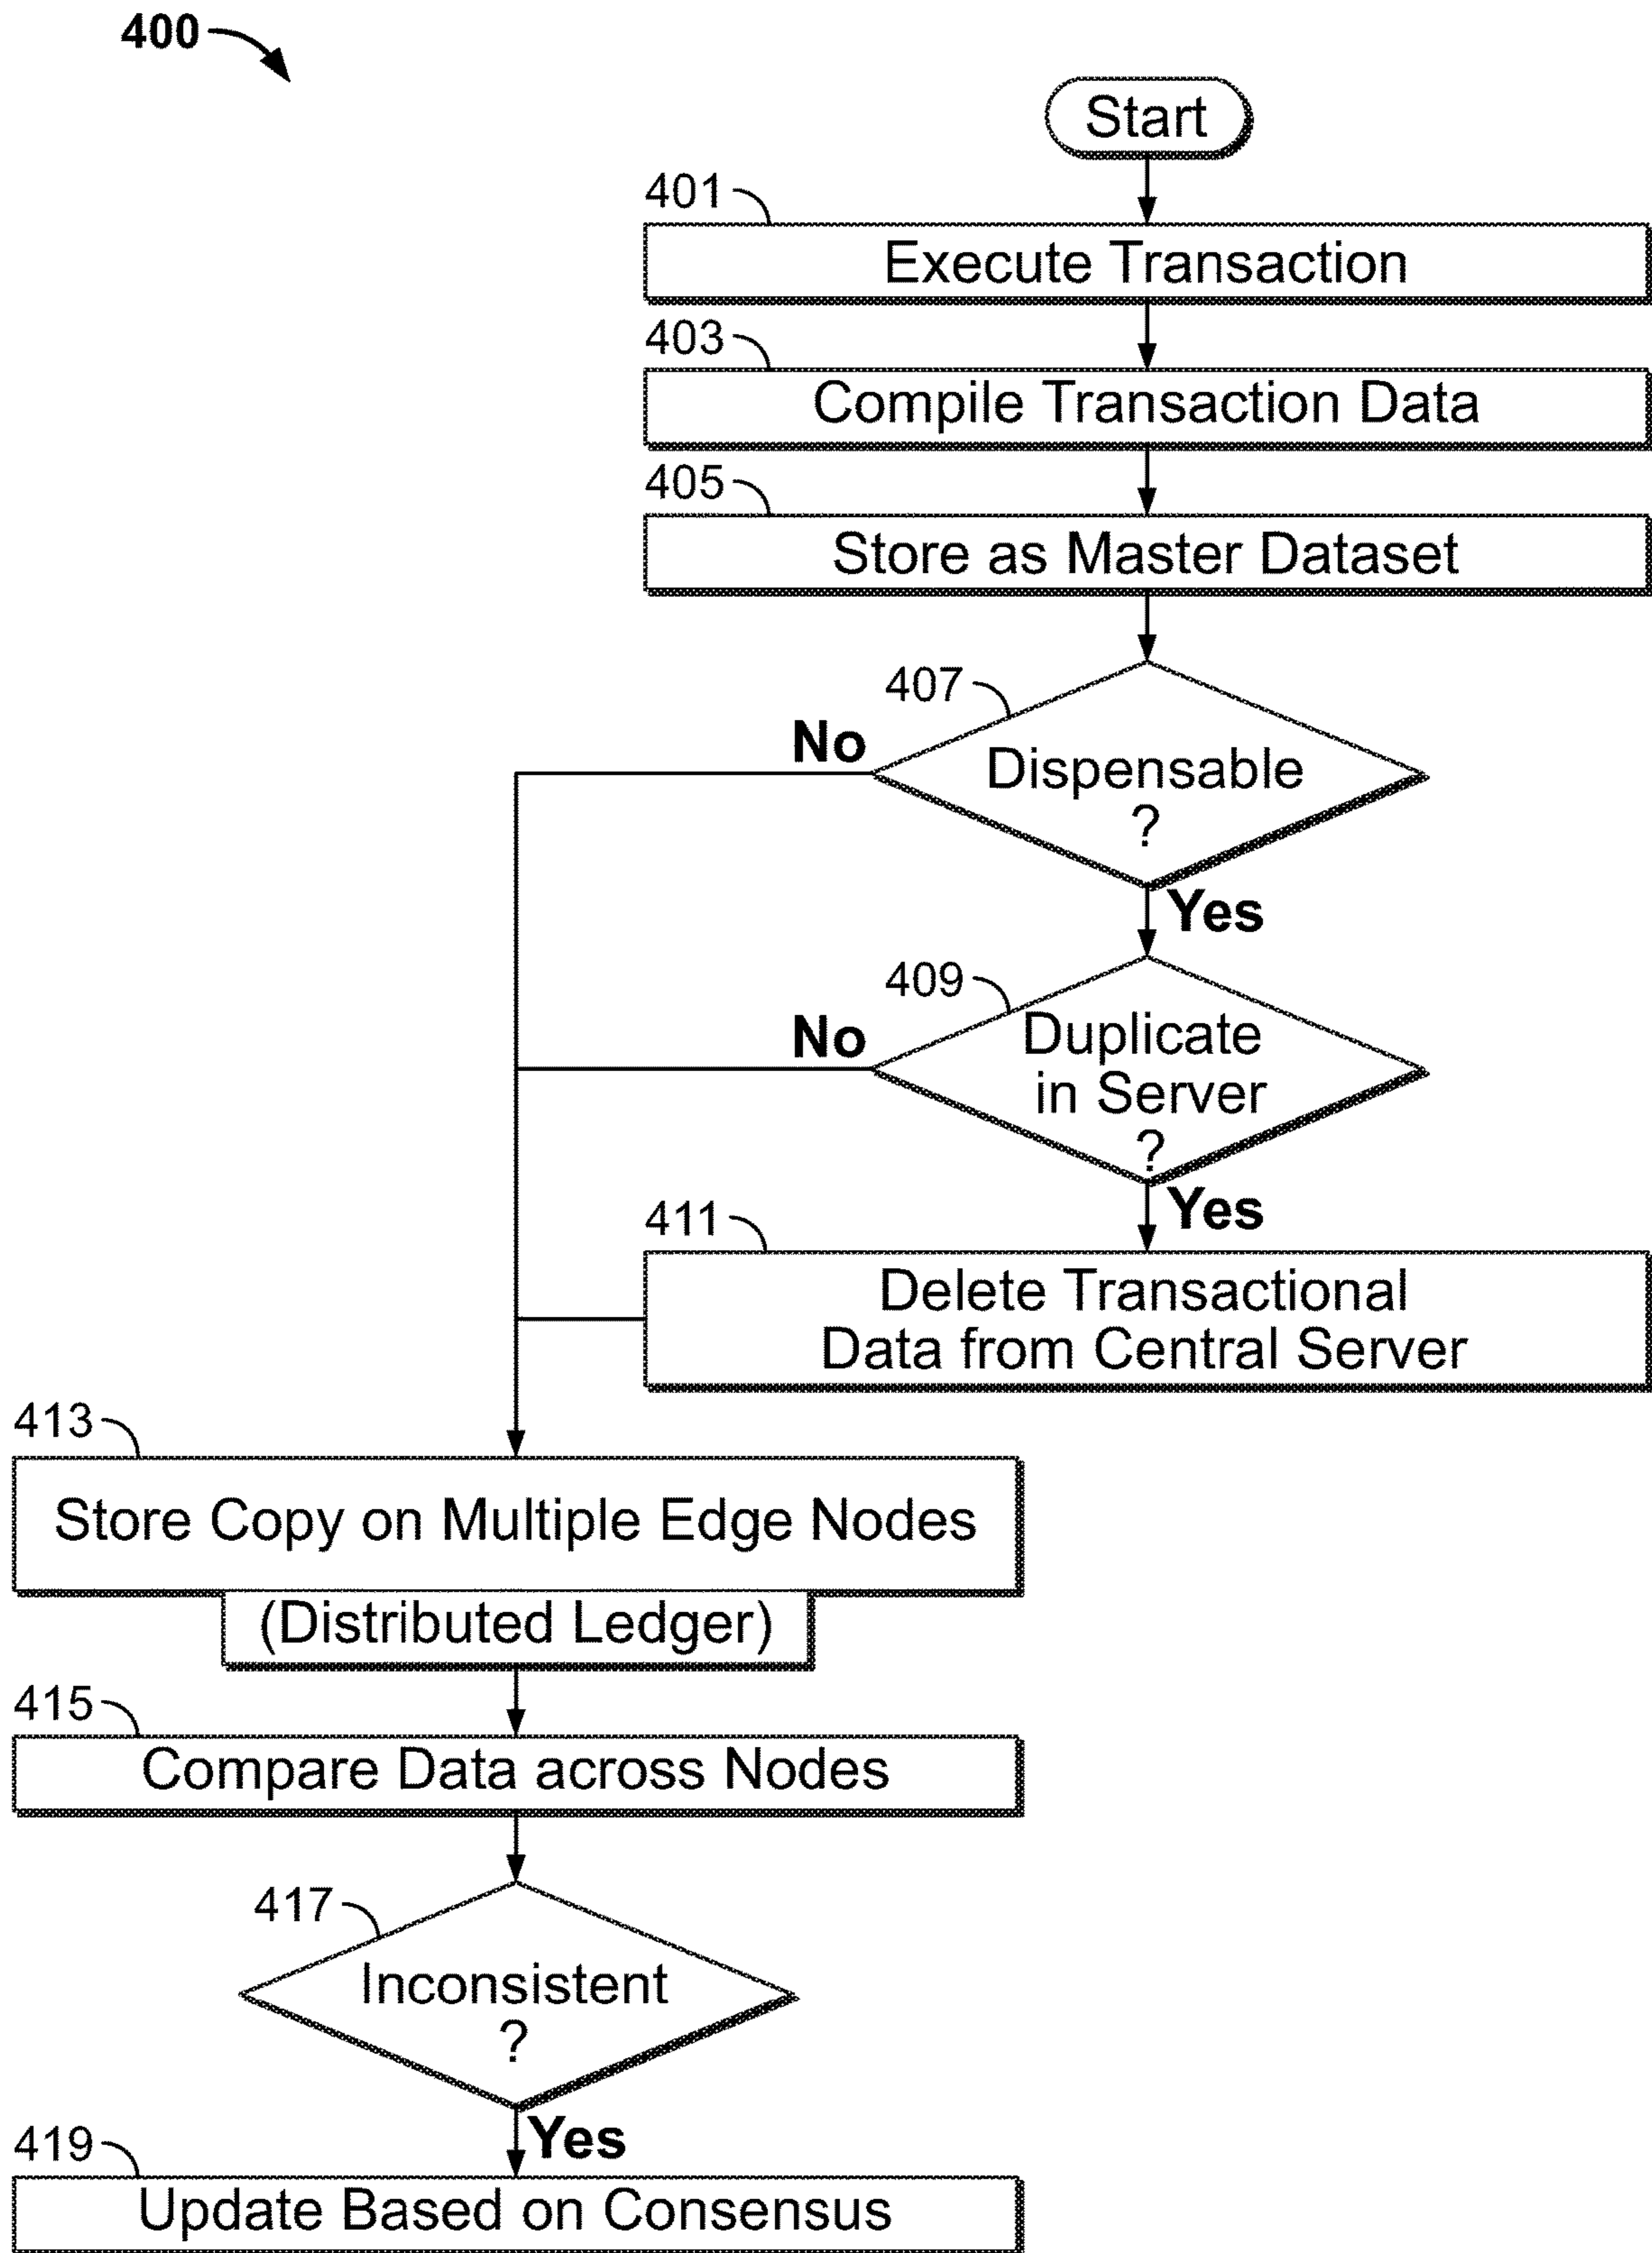 400
Start
401
Execute Transaction
403
Compile Transaction Data
405
Store as Master Dataset
407
No
Dispensable
?
Yes
409
No
Duplicate
in Server
?
Yes
411
Delete Transactional
Data from Central Server
413
Store Copy on Multiple Edge Nodes
(Distributed Ledger)
415
Compare Data across Nodes
417
Inconsistent
?
Yes
419
Update Based on Consensus